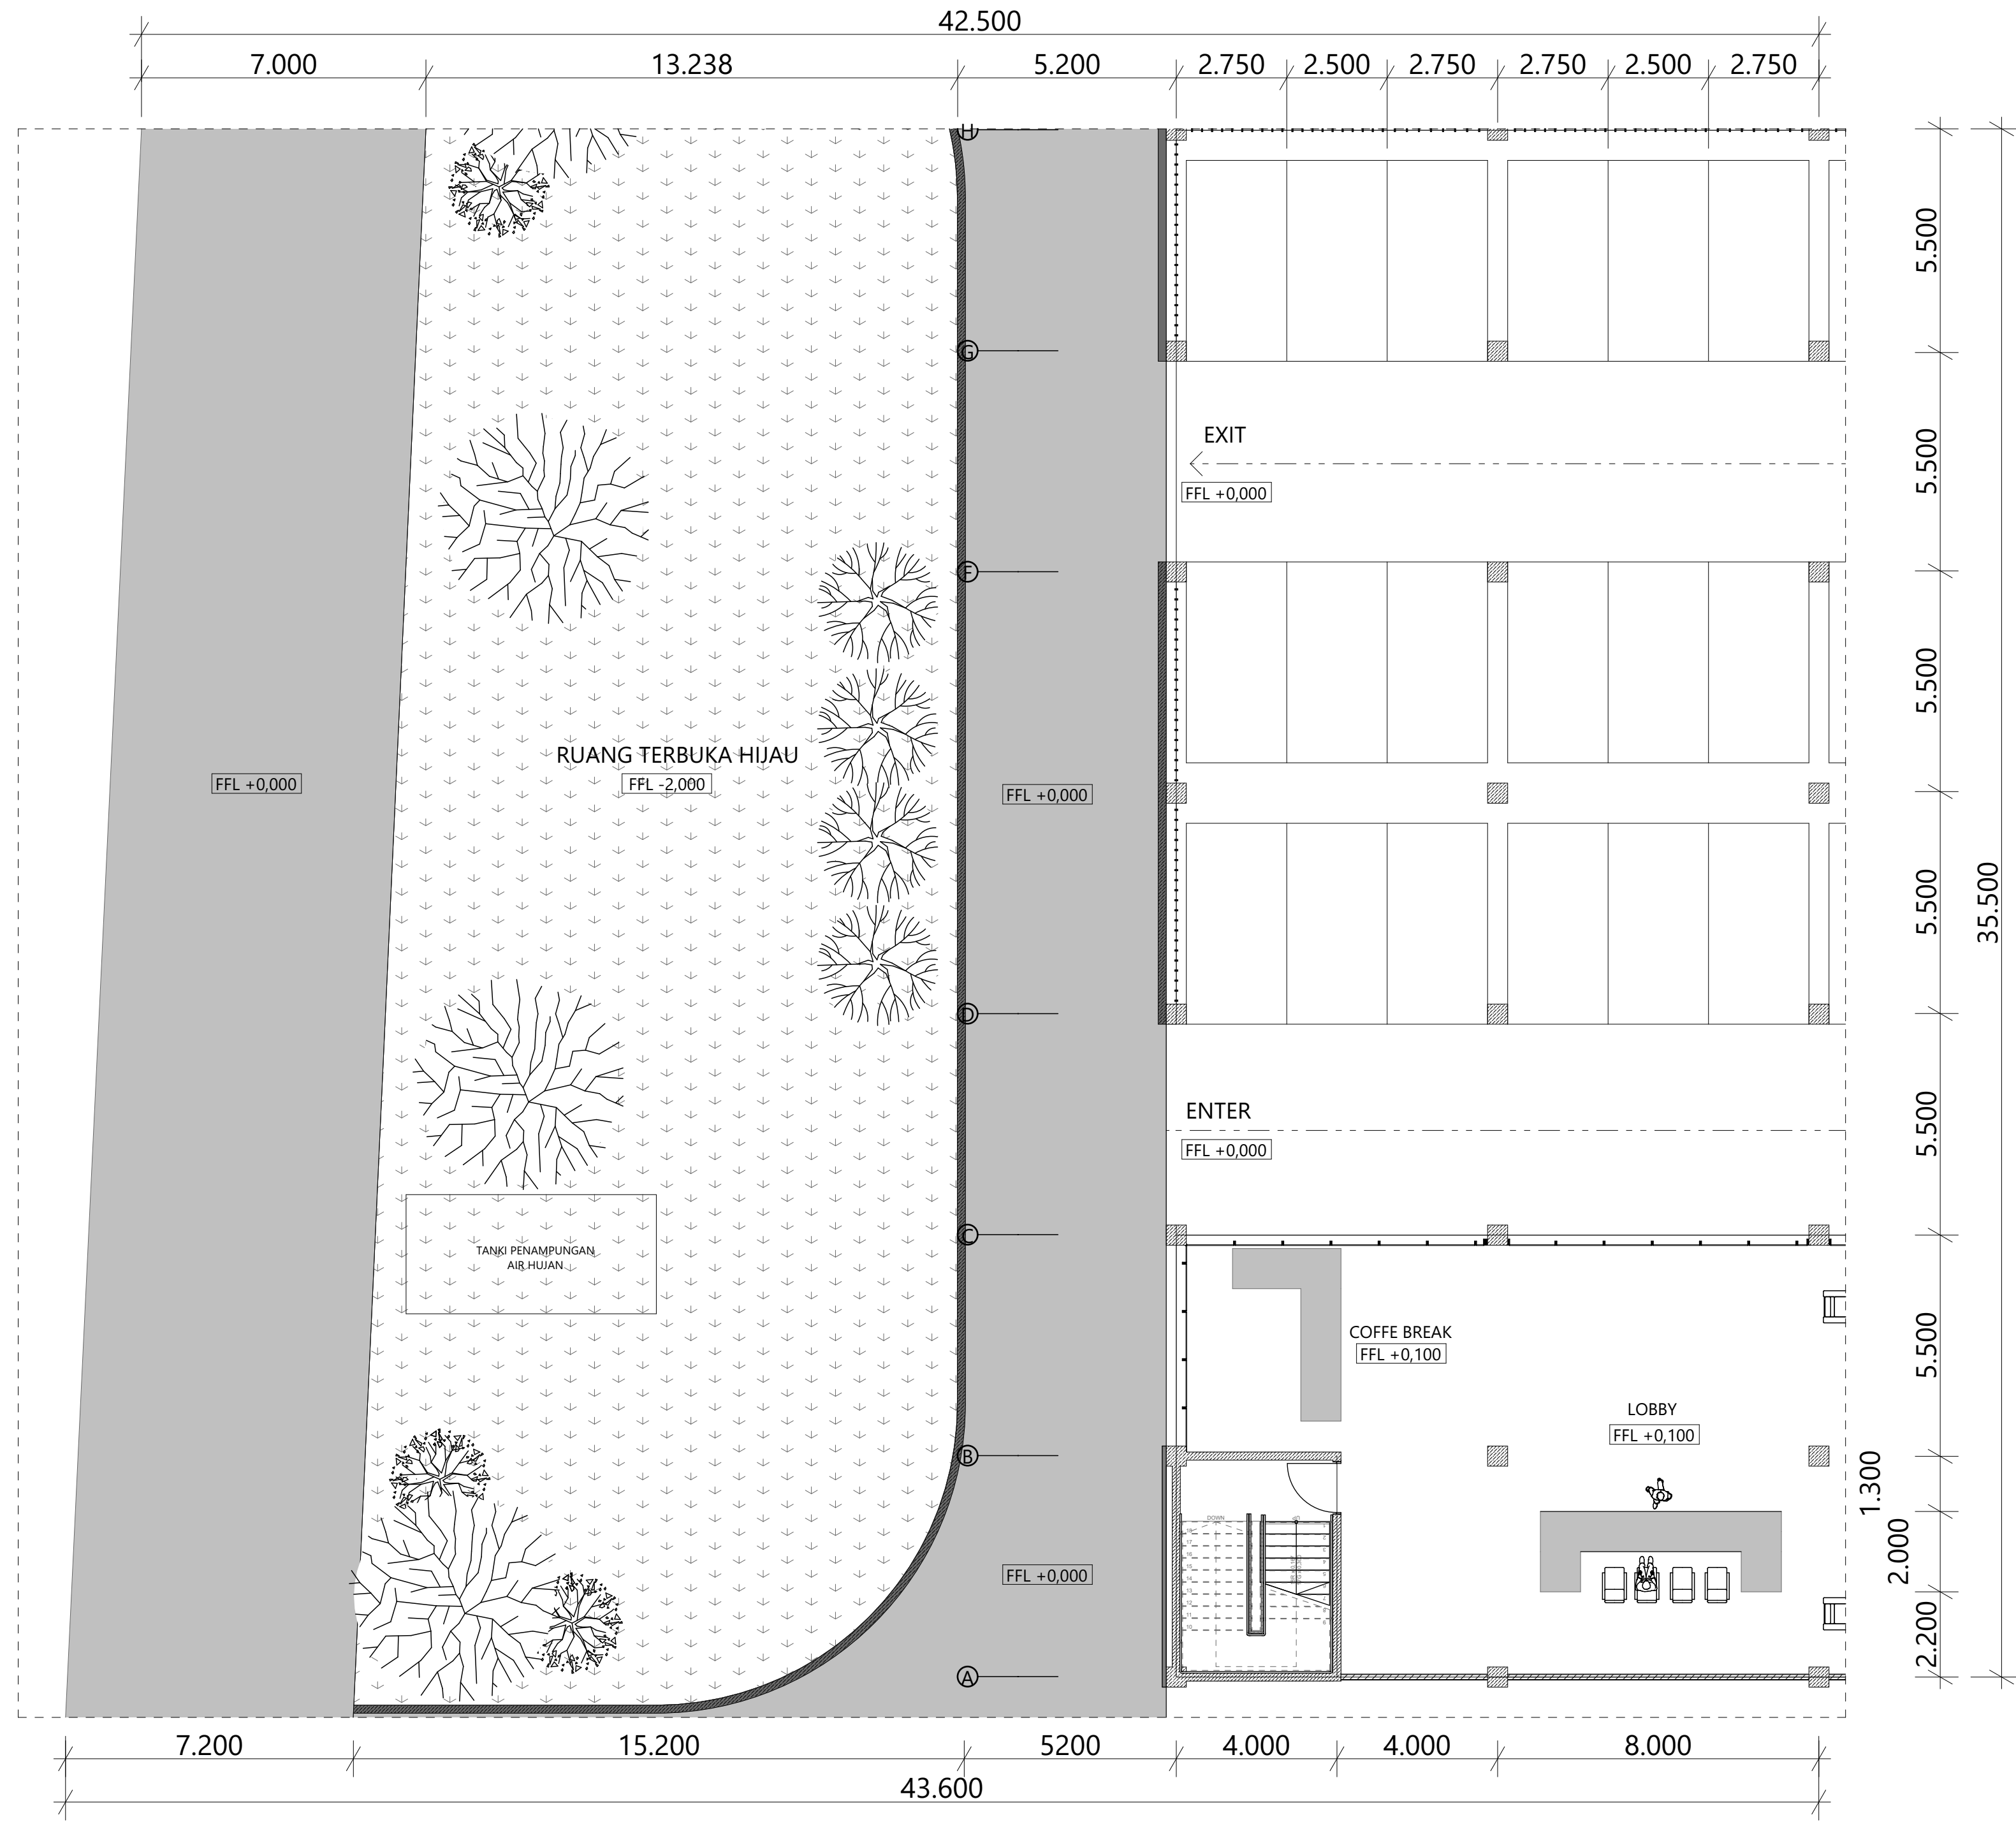 42.500
7.000 13.238 5.200 2.750 2.500 2.750 2.750 2.500 2.750
H
5.500
G
EXIT
FFL +0,000
5.500
F
5.500
RUANG TERBUKA HIJAU
FFL +0,000
FFL -2,000
FFL +0,000
5.500
35.500
D
ENTER
FFL +0,000
5.500
C
TANKI PENAMPUNGAN
AIR HUJAN
COFFE BREAK
FFL +0,100
5.500
LOBBY
FFL +0,100
B
1.300
DOWN
2.000
FFL +0,000
2.200
A
7.200 15.200 5200 4.000 4.000 8.000
43.600